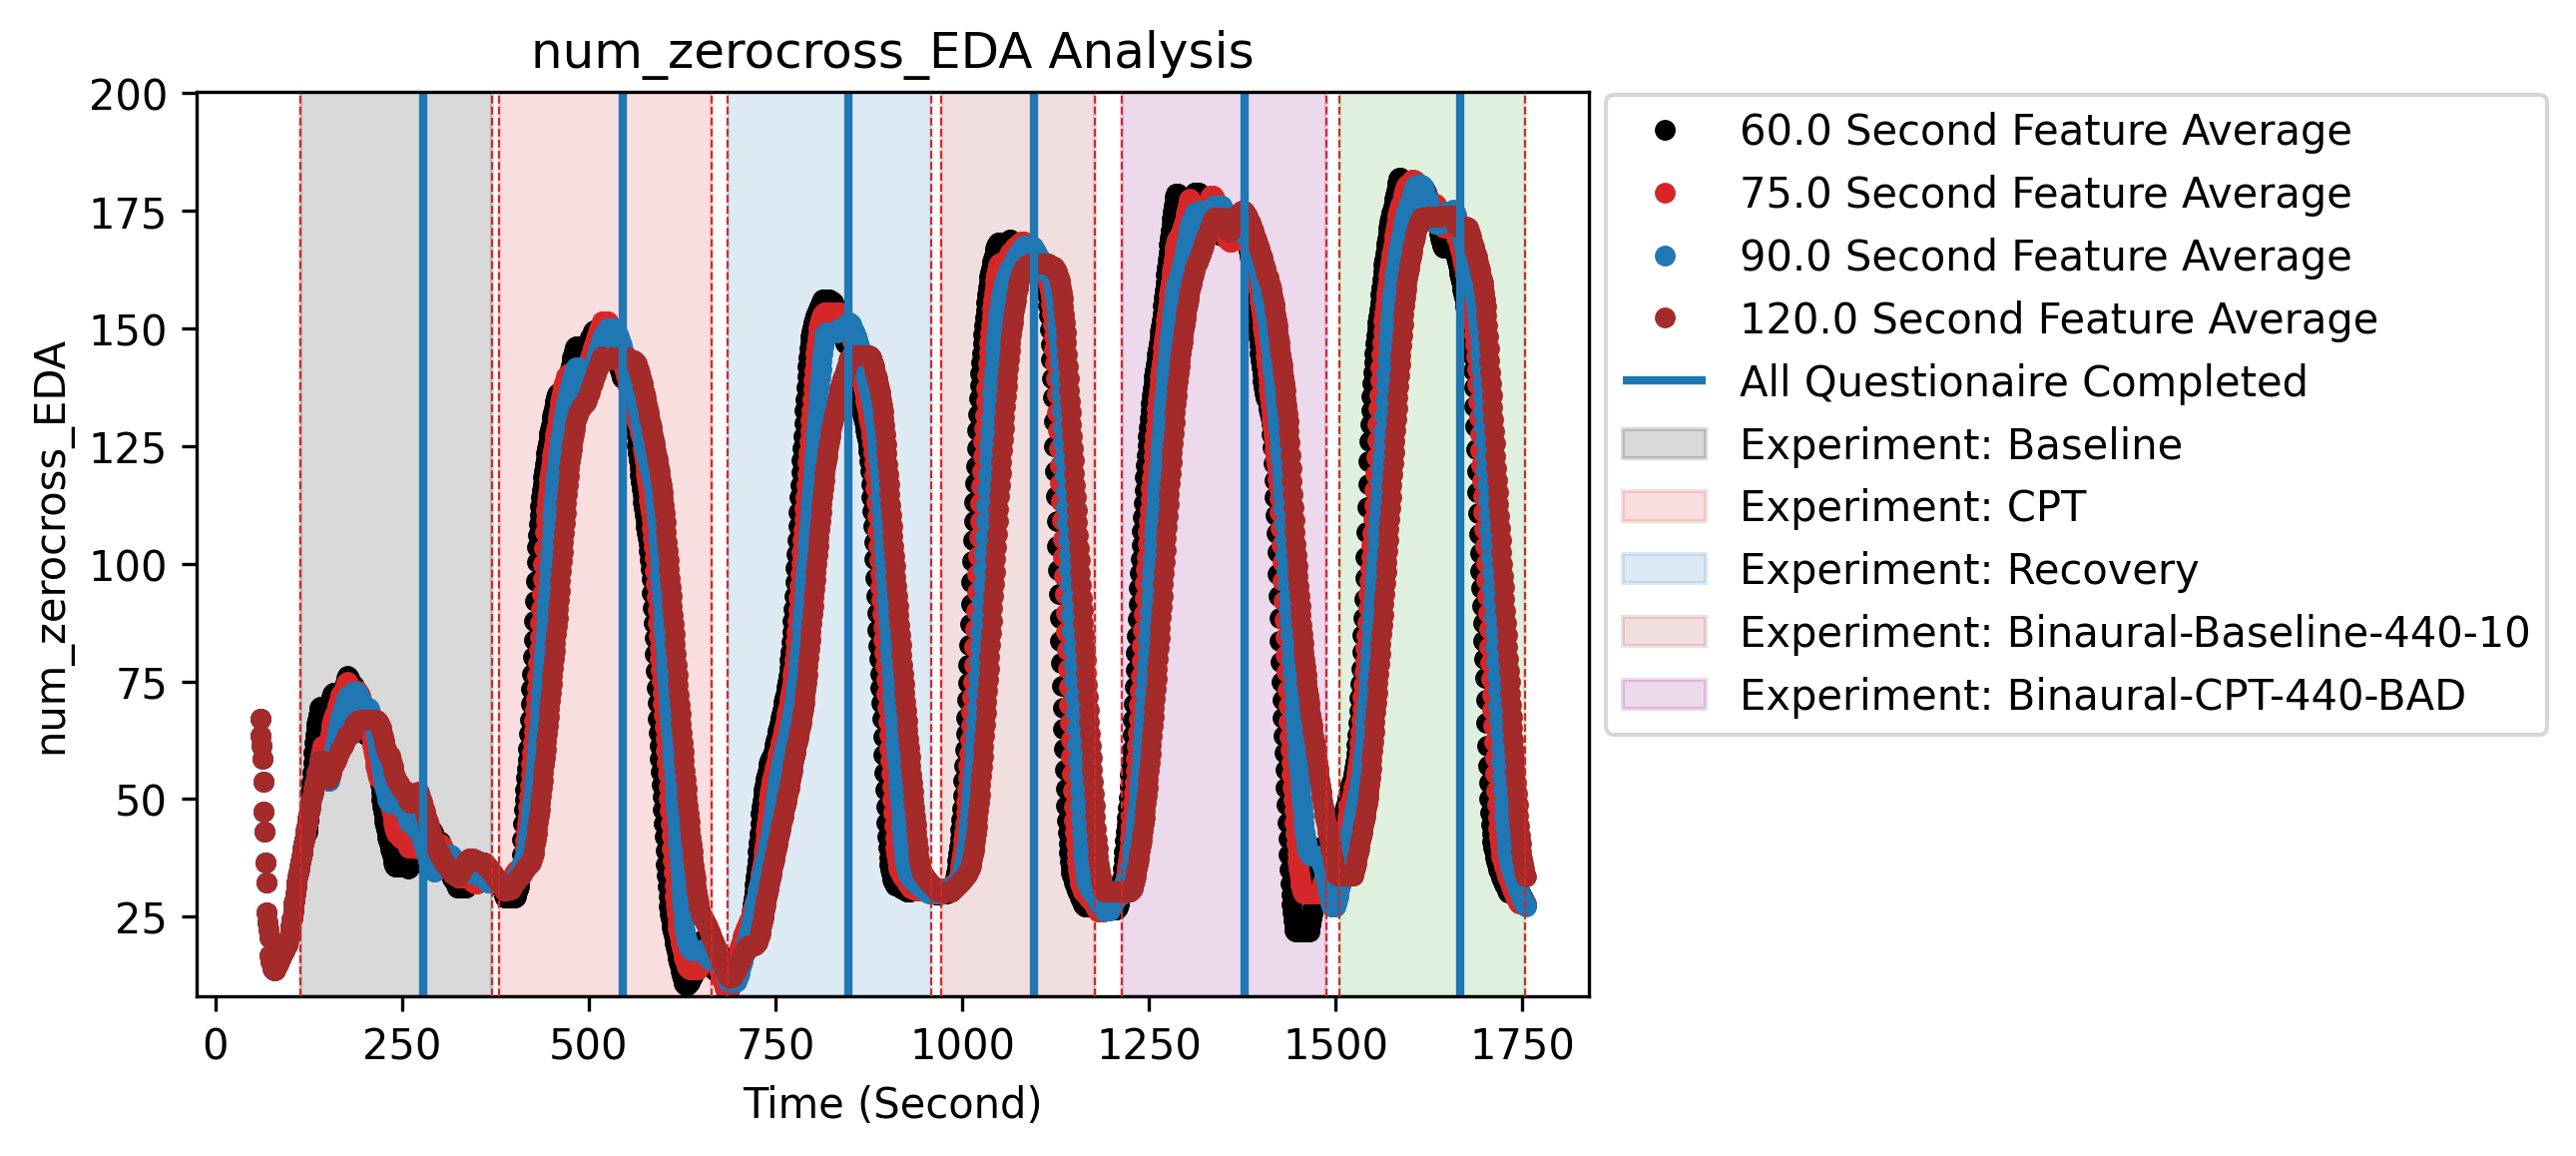 num_zerocross_EDA Analysis
200
175
150
125
100
75
50
25
num_zerocross_EDA
0 250 500 750 1000 1250 1500 1750
Time (Second)
60.0 Second Feature Average
75.0 Second Feature Average
90.0 Second Feature Average
120.0 Second Feature Average
All Questionaire Completed
Experiment: Baseline
Experiment: CPT
Experiment: Recovery
Experiment: Binaural-Baseline-440-10
Experiment: Binaural-CPT-440-BAD